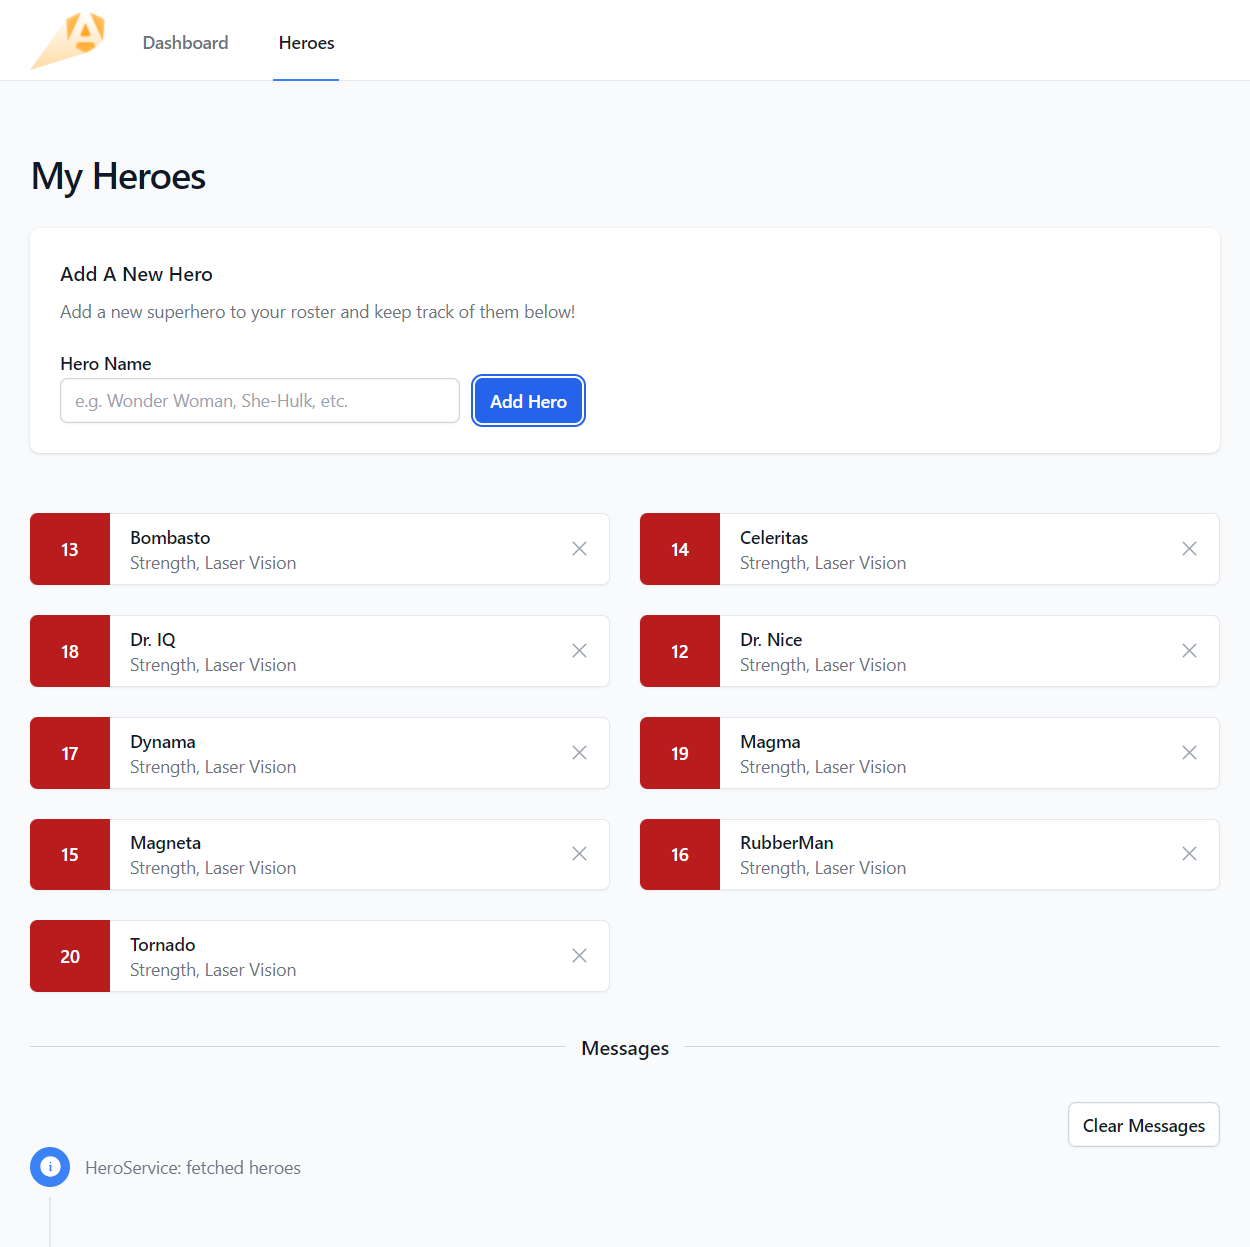 Dashboard
Heroes
My Heroes
Add A New Hero
Add a new superhero to your roster and keep track of them below!
Hero Name
e.g. Wonder Woman, She-Hulk, etc.
Add Hero
13
Bombasto
Strength, Laser Vision
14
Celeritas
Strength, Laser Vision
18
Dr. IQ
Strength, Laser Vision
12
Dr. Nice
Strength, Laser Vision
17
Dynama
Strength, Laser Vision
19
Magma
Strength, Laser Vision
15
Magneta
Strength, Laser Vision
16
RubberMan
Strength, Laser Vision
20
Tornado
Strength, Laser Vision
Messages
Clear Messages
HeroService: fetched heroes